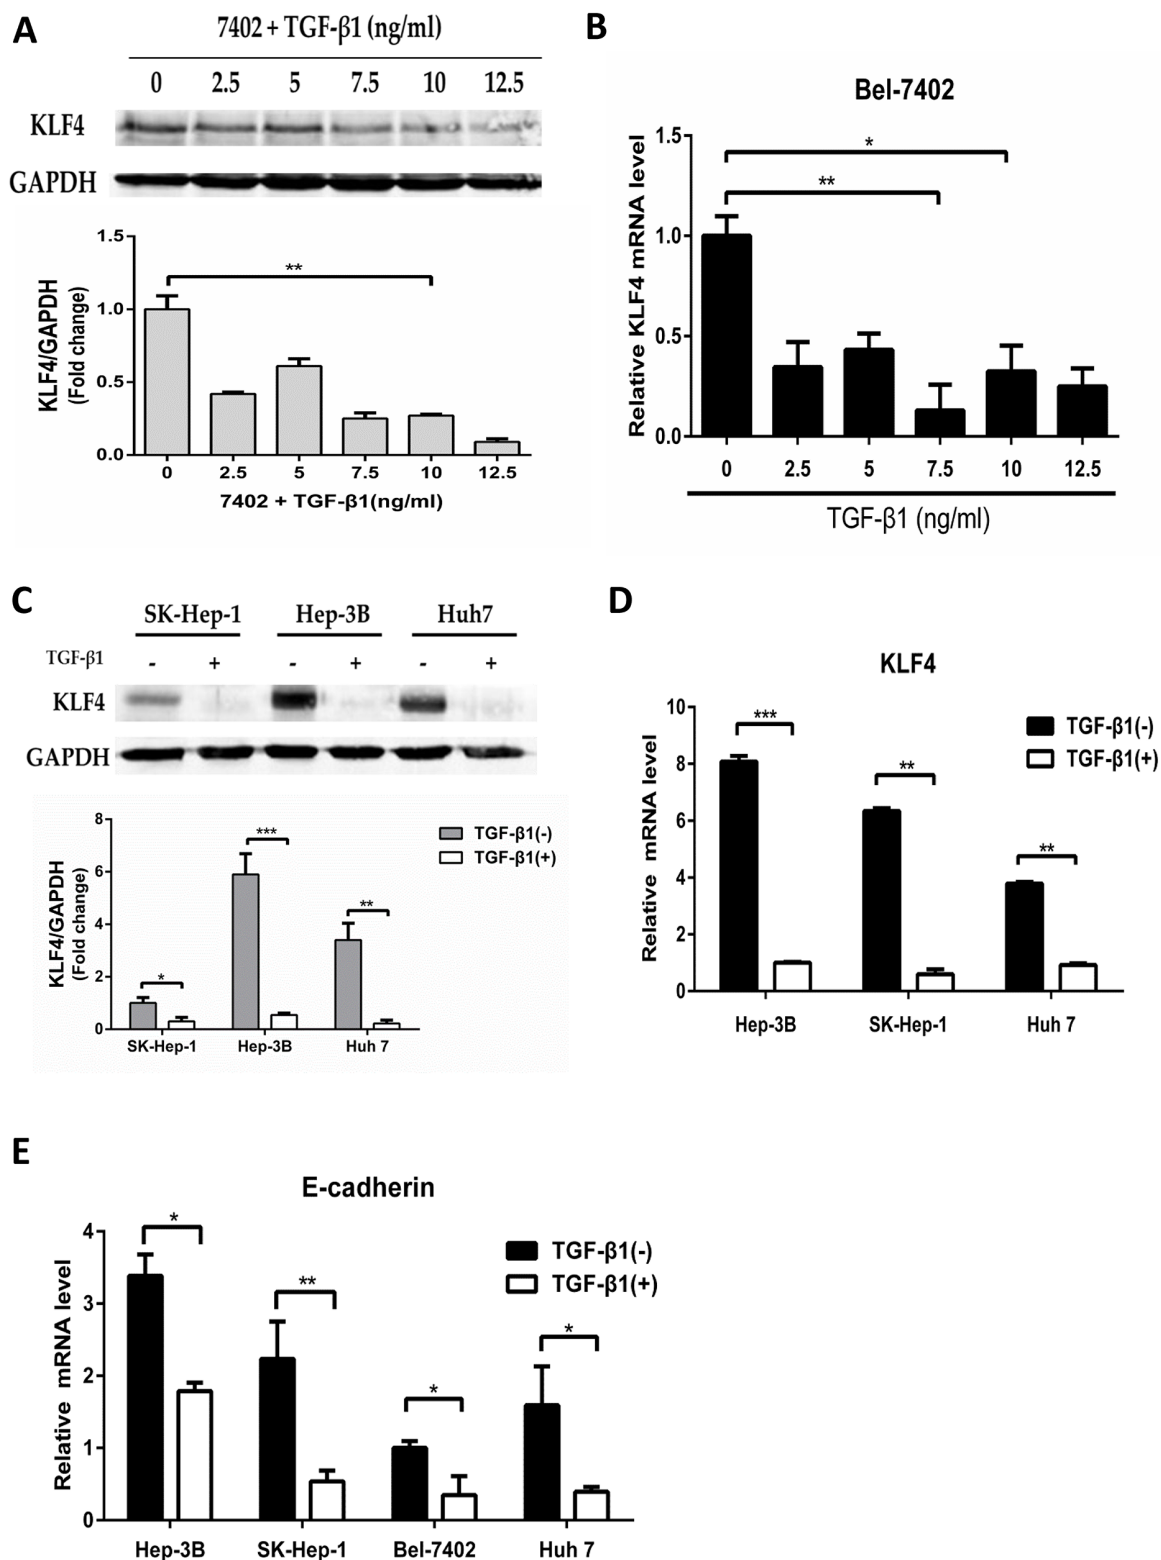 A
7402 + TGF-β1 (ng/ml)
0 2.5 5 7.5 10 12.5
KLF4
GAPDH
1.5
1.0
0.5
0.0
KLF4/GAPDH
(Fold change)
**
0 2.5 5 7.5 10 12.5
7402 + TGF-β1(ng/ml)
B
Bel-7402
1.5
1.0
0.5
0.0
Relative KLF4 mRNA level
*
**
0 2.5 5 7.5 10 12.5
TGF-β1 (ng/ml)
C
SK-Hep-1 Hep-3B Huh7
TGF-β1 - + - + - +
KLF4
GAPDH
8
6
4
2
0
KLF4/GAPDH
(Fold change)
*
***
**
TGF-β1(-)
TGF-β1(+)
SK-Hep-1 Hep-3B Huh 7
D
KLF4
10
8
6
4
2
0
Relative mRNA level
***
**
**
TGF-β1(-)
TGF-β1(+)
Hep-3B SK-Hep-1 Huh 7
E
E-cadherin
4
3
2
1
0
Relative mRNA level
*
**
*
*
TGF-β1(-)
TGF-β1(+)
Hep-3B SK-Hep-1 Bel-7402 Huh 7